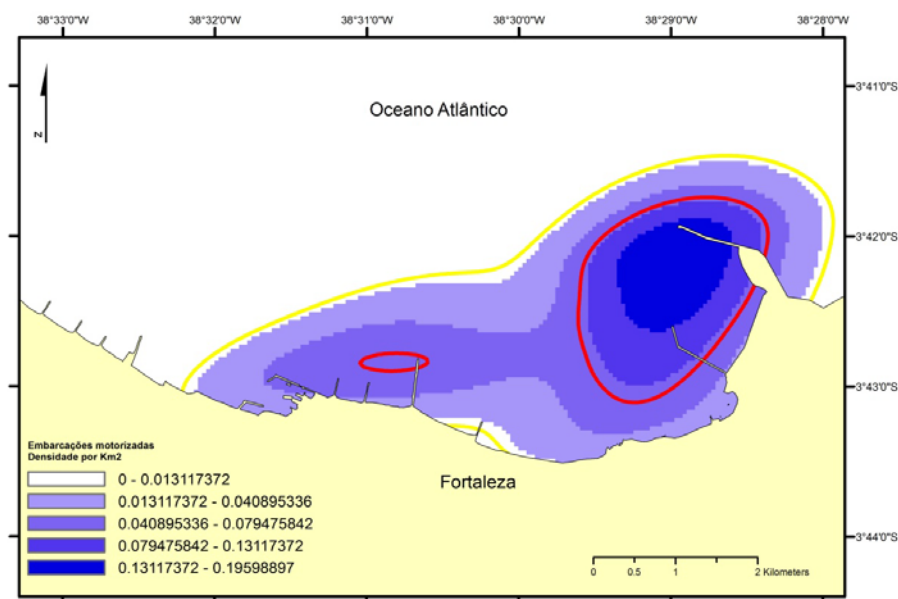 38°33'0"W 38°32'0"W 38°31'0"W 38°30'0"W 38°29'0"W 38°28'0"W
3°41'0"S
Oceano Atlântico
N
3°42'0"S
3°43'0"S
Embarcações motorizadas
Densidade por Km2
0 - 0.013117372
Fortaleza
0.013117372 - 0.040895336
0.040895336 - 0.079475842
3°44'0"S
0.079475842 - 0.13117372
0.13117372 - 0.19598897
0 0.5 1 2 Kilometers